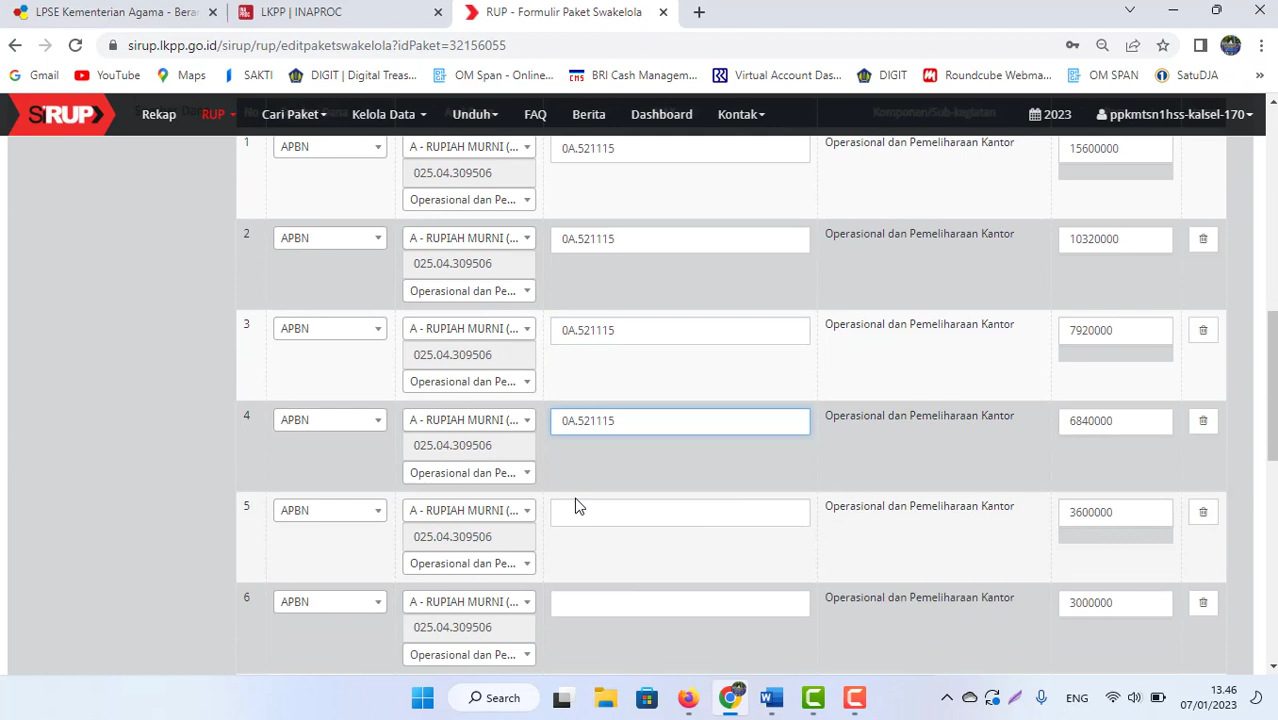 LPSE Kementerian Agama - Bera
LKPP | INAPROC
RUP - Formulir Paket Swakelola
sirup.lkpp.go.id/sirup/rup/editpaketswakelola?idPaket=32156055
Gmail
YouTube
Maps
SAKTI
DIGIT | Digital Treas...
OM Span - Online...
BRI Cash Managem...
Virtual Account Das...
DIGIT
Roundcube Webma...
OM SPAN
SatuDJA
SiRUP
Rekap
RUP
Cari Paket
Kelola Data
Unduh
FAQ
Berita
Dashboard
Kontak
2023
ppkmtsn1hss-kalsel-170
Komponen/Sub-kegiatan
1
APBN
A - RUPIAH MURNI (...
0A.521115
Operasional dan Pemeliharaan Kantor
15600000
025.04.309506
Operasional dan Pe...
2
APBN
A - RUPIAH MURNI (...
0A.521115
Operasional dan Pemeliharaan Kantor
10320000
025.04.309506
Operasional dan Pe...
3
APBN
A - RUPIAH MURNI (...
0A.521115
Operasional dan Pemeliharaan Kantor
7920000
025.04.309506
Operasional dan Pe...
4
APBN
A - RUPIAH MURNI (...
0A.521115
Operasional dan Pemeliharaan Kantor
6840000
025.04.309506
Operasional dan Pe...
5
APBN
A - RUPIAH MURNI (...
Operasional dan Pemeliharaan Kantor
3600000
025.04.309506
Operasional dan Pe...
6
APBN
A - RUPIAH MURNI (...
Operasional dan Pemeliharaan Kantor
3000000
025.04.309506
Operasional dan Pe...
Search
ENG
13.46
07/01/2023